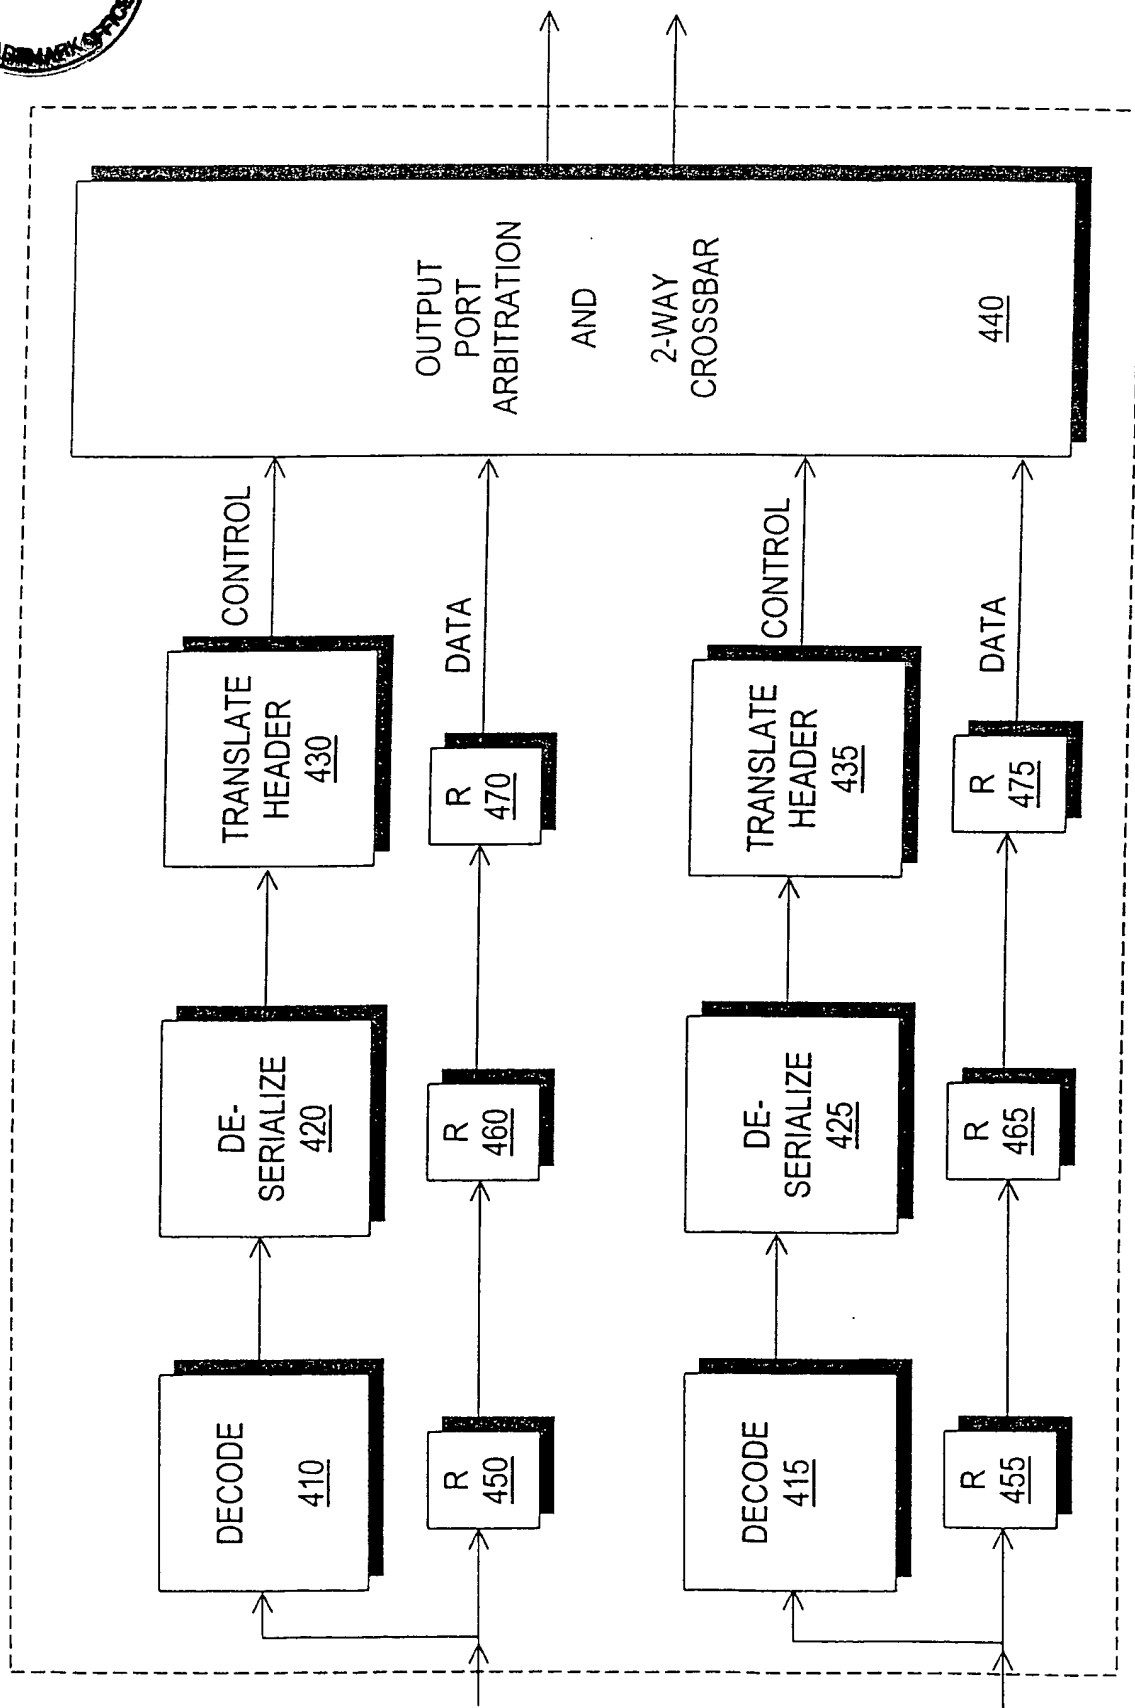 DECODE
410
DE-
SERIALIZE
420
TRANSLATE
HEADER
430
CONTROL
R
450
R
460
R
470
DATA
OUTPUT
PORT
ARBITRATION
AND
2-WAY
CROSSBAR
440
DECODE
415
DE-
SERIALIZE
425
TRANSLATE
HEADER
435
CONTROL
R
455
R
465
R
475
DATA